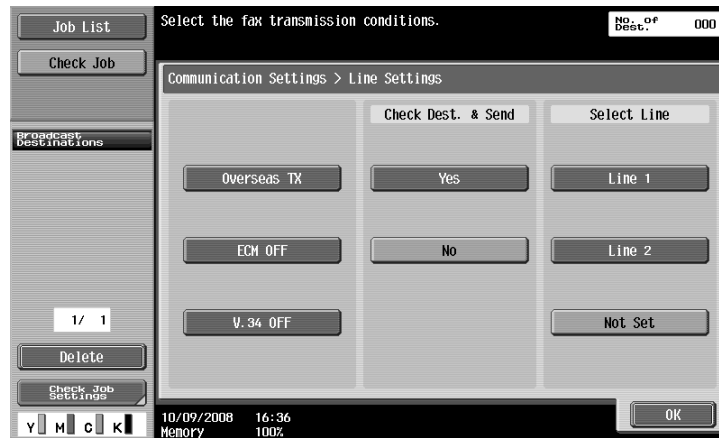 Job List
Check Job
Broadcast
Destinations
1/ 1
Delete
Check Job
Settings
Y M C K
Select the fax transmission conditions.
No. of
Dest.
000
Communication Settings > Line Settings
Check Dest. & Send
Select Line
Overseas TX
Yes
Line 1
ECM OFF
No
Line 2
V.34 OFF
Not Set
10/09/2008 16:36
Memory 100%
OK